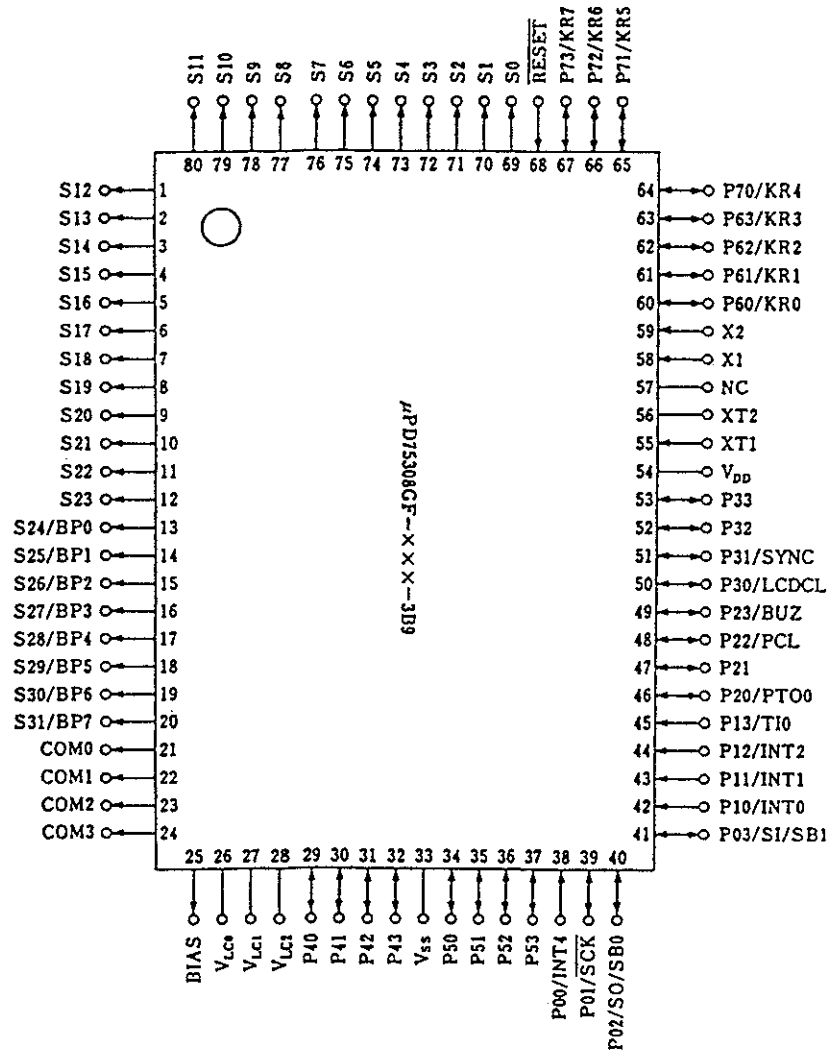 S11
S10
S9
S8
S7
S6
S5
S4
S3
S2
S1
S0
RESET
P73/KR7
P72/KR6
P71/KR5
80 79 78 77 76 75 74 73 72 71 70 69 68 67 66 65
S12 1
S13 2
S14 3
S15 4
S16 5
S17 6
S18 7
S19 8
S20 9
S21 10
S22 11
S23 12
S24/BP0 13
S25/BP1 14
S26/BP2 15
S27/BP3 16
S28/BP4 17
S29/BP5 18
S30/BP6 19
S31/BP7 20
COM0 21
COM1 22
COM2 23
COM3 24
μPD75308GF-×××-3B9
64 P70/KR4
63 P63/KR3
62 P62/KR2
61 P61/KR1
60 P60/KR0
59 X2
58 X1
57 NC
56 XT2
55 XT1
54 VDD
53 P33
52 P32
51 P31/SYNC
50 P30/LCDCL
49 P23/BUZ
48 P22/PCL
47 P21
46 P20/PTO0
45 P13/TI0
44 P12/INT2
43 P11/INT1
42 P10/INT0
41 P03/SI/SB1
25 26 27 28 29 30 31 32 33 34 35 36 37 38 39 40
BIAS
VLC0
VLC1
VLC2
P40
P41
P42
P43
VSS
P50
P51
P52
P53
P00/INT4
P01/SCK
P02/SO/SB0